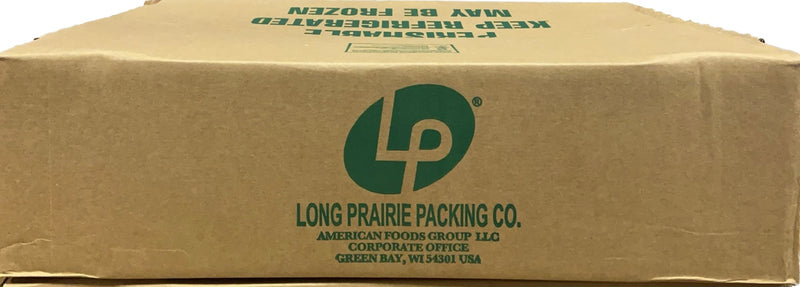 PERISHABLE
KEEP REFRIGERATED
MAY BE FROZEN
LP®
LONG PRAIRIE PACKING CO.
AMERICAN FOODS GROUP LLC
CORPORATE OFFICE
GREEN BAY, WI 54301 USA